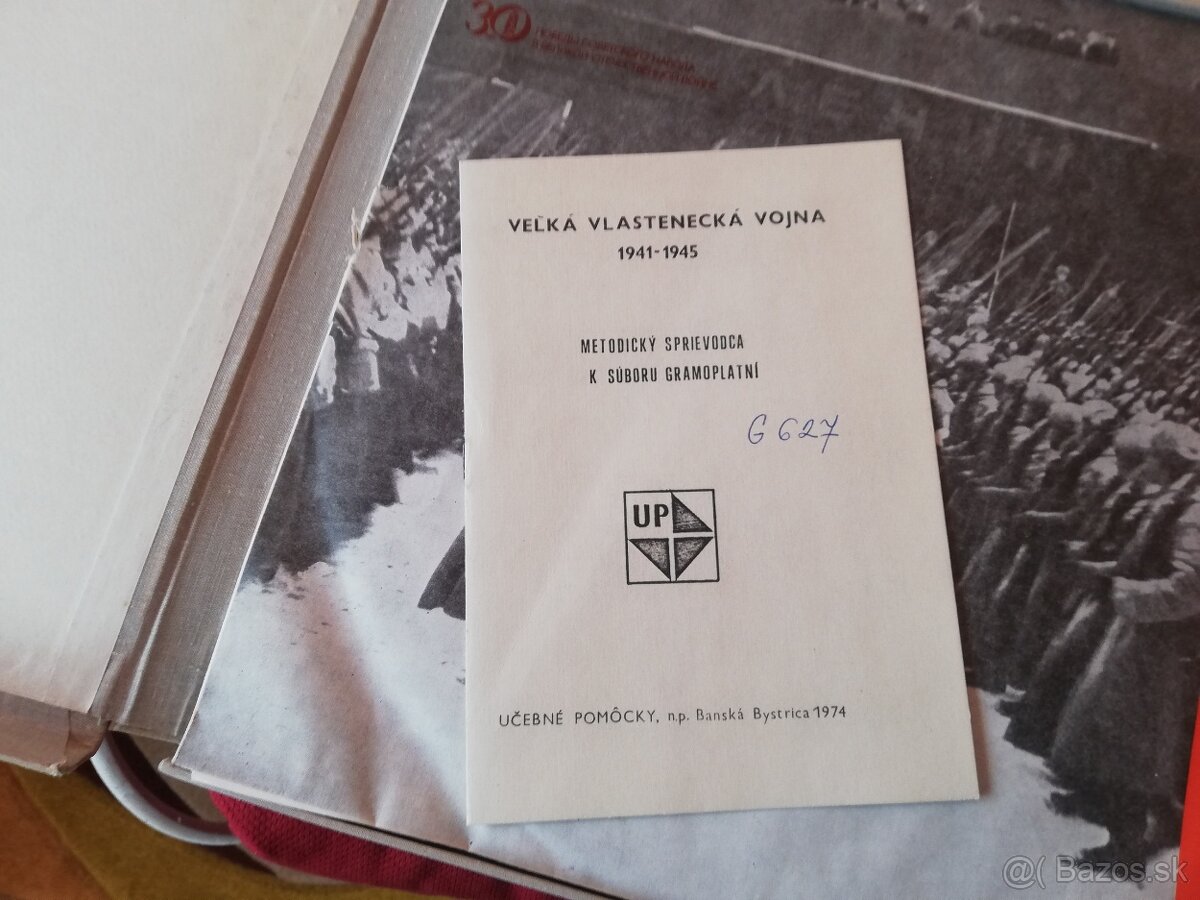 30
VEĽKÁ VLASTENECKÁ VOJNA
1941-1945
METODICKÝ SPRIEVODCA
K SÚBORU GRAMOPLATNÍ
G 627
UP
UČEBNÉ POMÔCKY, n.p. Banská Bystrica 1974
@( Bazos.sk